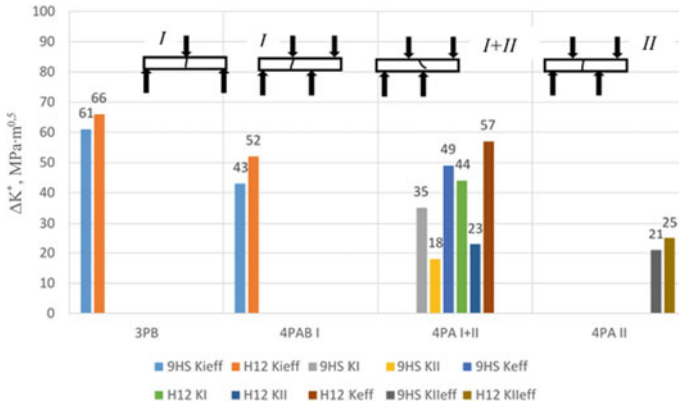 100
90
80
70
60
50
40
30
20
10
0
ΔK*, MPa·m^0,5
I
I
I+II
II
61
66
43
52
35
18
49
44
23
57
21
25
3PB
4PAB I
4PA I+II
4PA II
9HS Kieff
H12 Kieff
9HS KI
9HS KII
9HS Keff
H12 KI
H12 KII
H12 Keff
9HS KIIeff
H12 KIIeff